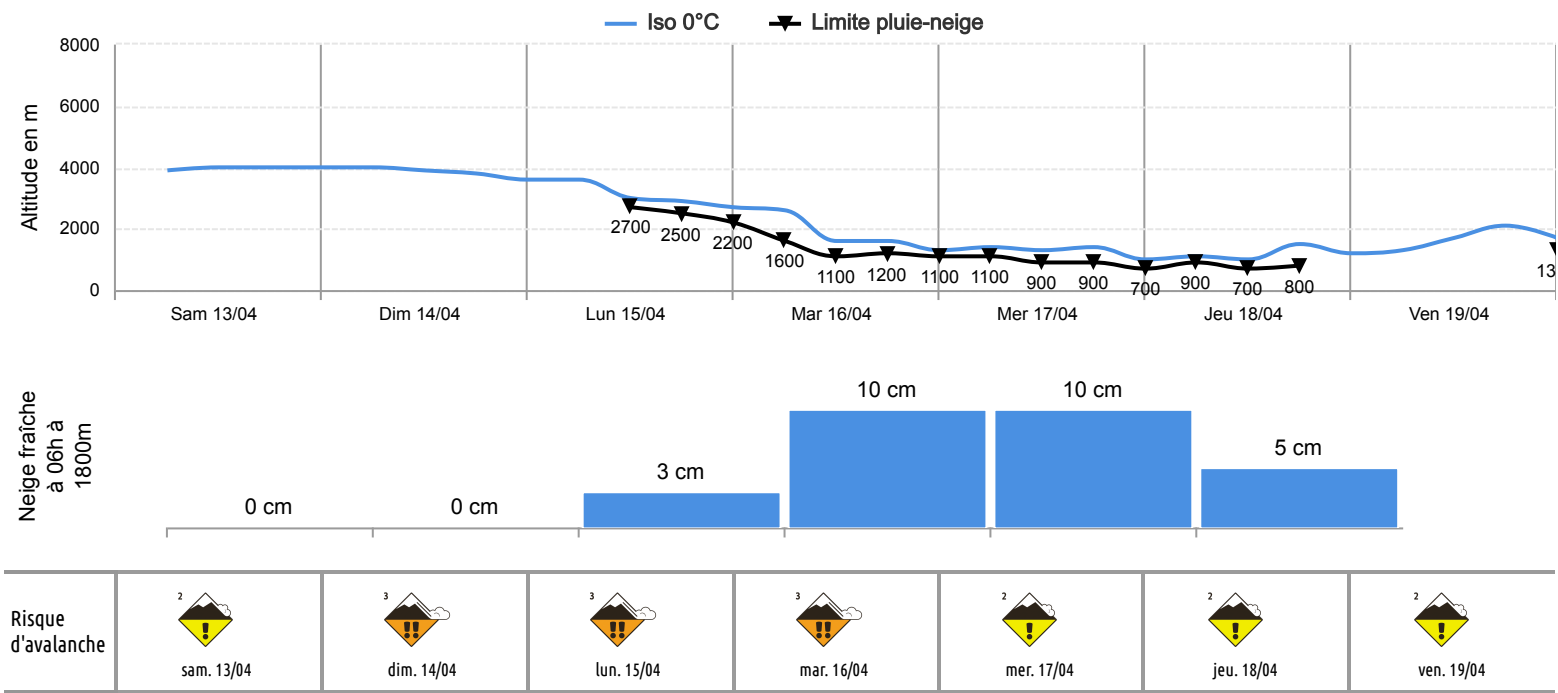 Iso 0°C Limite pluie-neige
Altitude en m
8000
6000
4000
2000
0
2700 2500 2200 1600 1100 1200 1100 1100 900 900 700 900 700 800 13
Sam 13/04 Dim 14/04 Lun 15/04 Mar 16/04 Mer 17/04 Jeu 18/04 Ven 19/04
Neige fraîche
à 06h à
1800m
0 cm 0 cm 3 cm 10 cm 10 cm 5 cm
Risque
d'avalanche
2 3 3 3 2 2 2
! !! !! !! ! ! !
sam. 13/04 dim. 14/04 lun. 15/04 mar. 16/04 mer. 17/04 jeu. 18/04 ven. 19/04